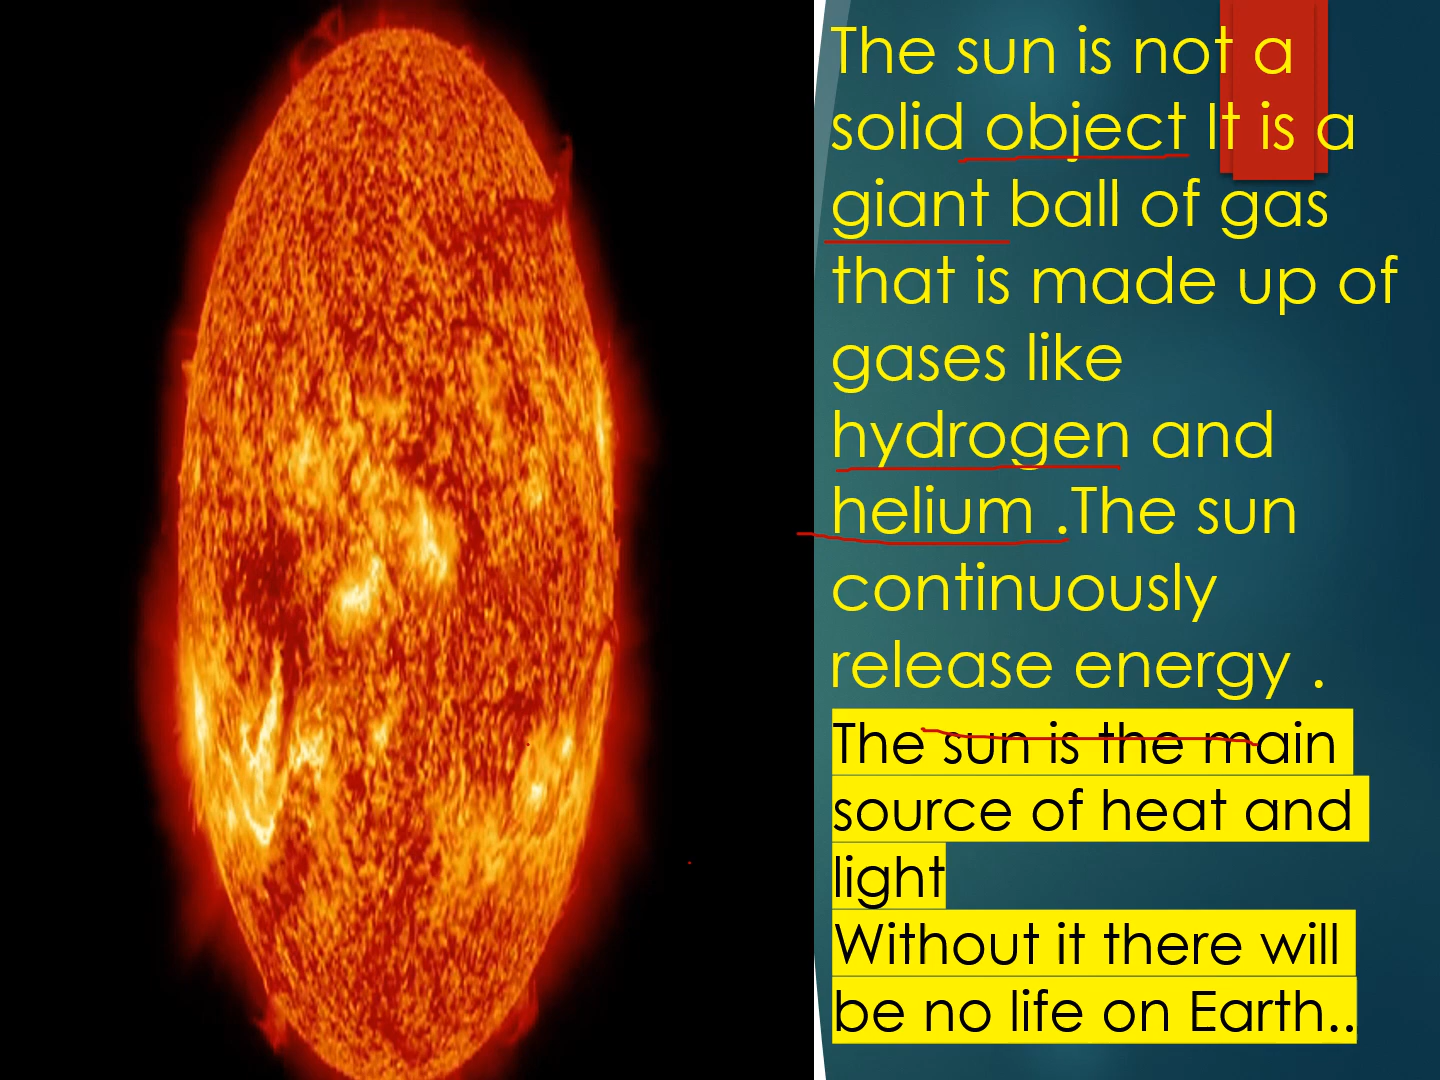 The sun is not a
solid object It is a
giant ball of gas
that is made up of
gases like
hydrogen and
helium .The sun
continuously
release energy .
The sun is the main
source of heat and
light
Without it there will
be no life on Earth..